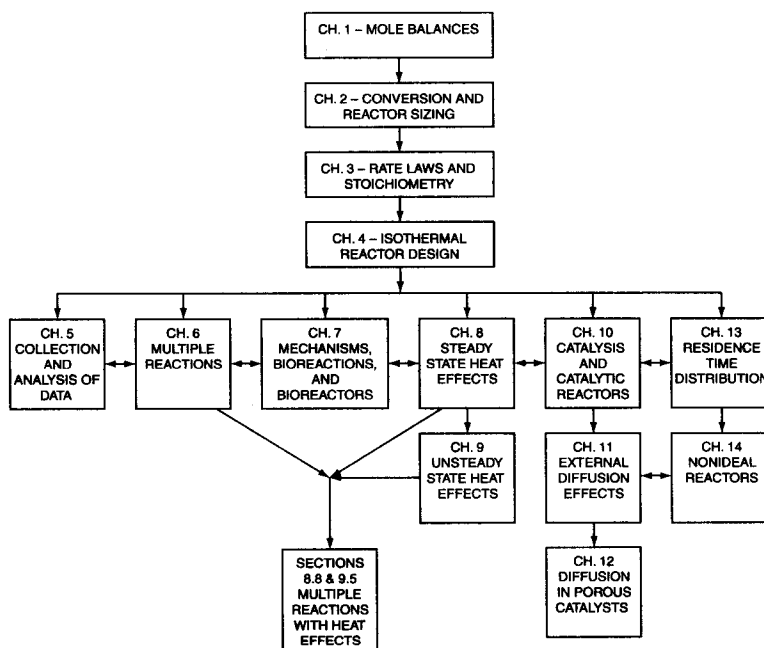 CH. 1 – MOLE BALANCES
CH. 2 – CONVERSION AND
REACTOR SIZING
CH. 3 – RATE LAWS AND
STOICHIOMETRY
CH. 4 – ISOTHERMAL
REACTOR DESIGN
CH. 5
COLLECTION
AND
ANALYSIS OF
DATA
CH. 6
MULTIPLE
REACTIONS
CH. 7
MECHANISMS,
BIOREACTIONS,
AND
BIOREACTORS
CH. 8
STEADY
STATE HEAT
EFFECTS
CH. 10
CATALYSIS
AND
CATALYTIC
REACTORS
CH. 13
RESIDENCE
TIME
DISTRIBUTION
CH. 9
UNSTEADY
STATE HEAT
EFFECTS
CH. 11
EXTERNAL
DIFFUSION
EFFECTS
CH. 14
NONIDEAL
REACTORS
SECTIONS
8.8 & 9.5
MULTIPLE
REACTIONS
WITH HEAT
EFFECTS
CH. 12
DIFFUSION
IN POROUS
CATALYSTS